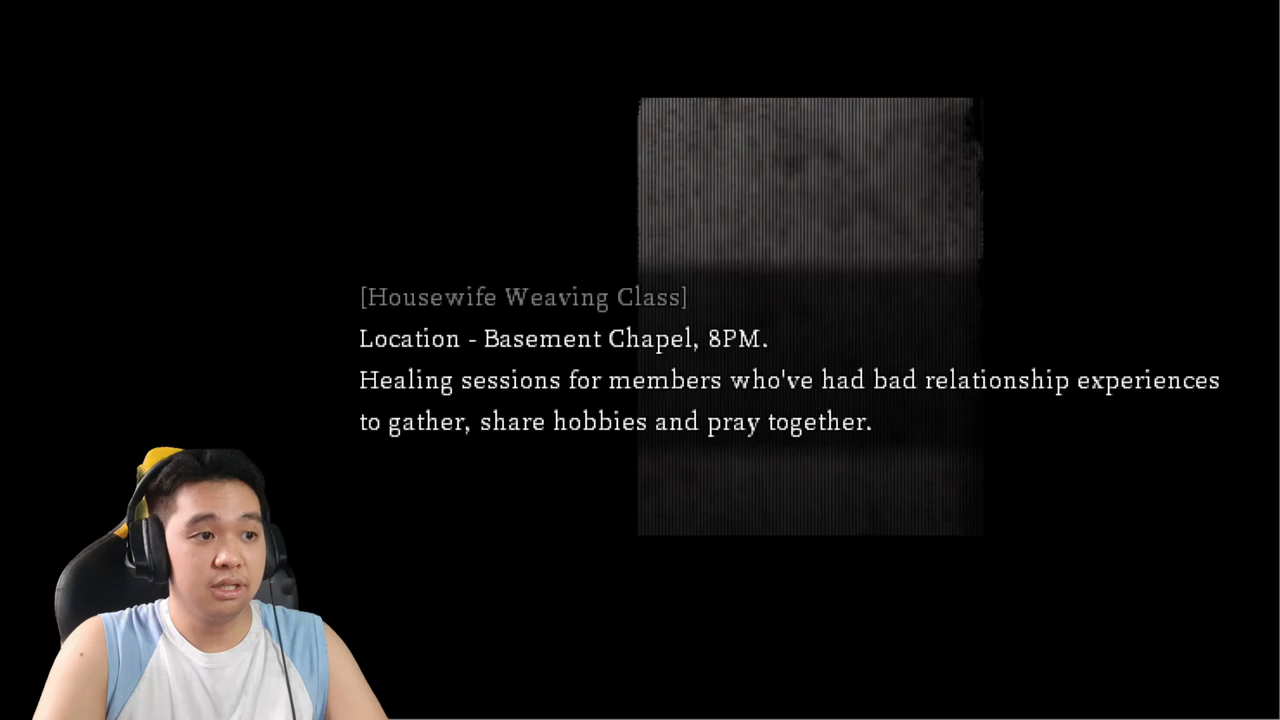 [Housewife Weaving Class]
Location - Basement Chapel, 8PM.
Healing sessions for members who've had bad relationship experiences
to gather, share hobbies and pray together.